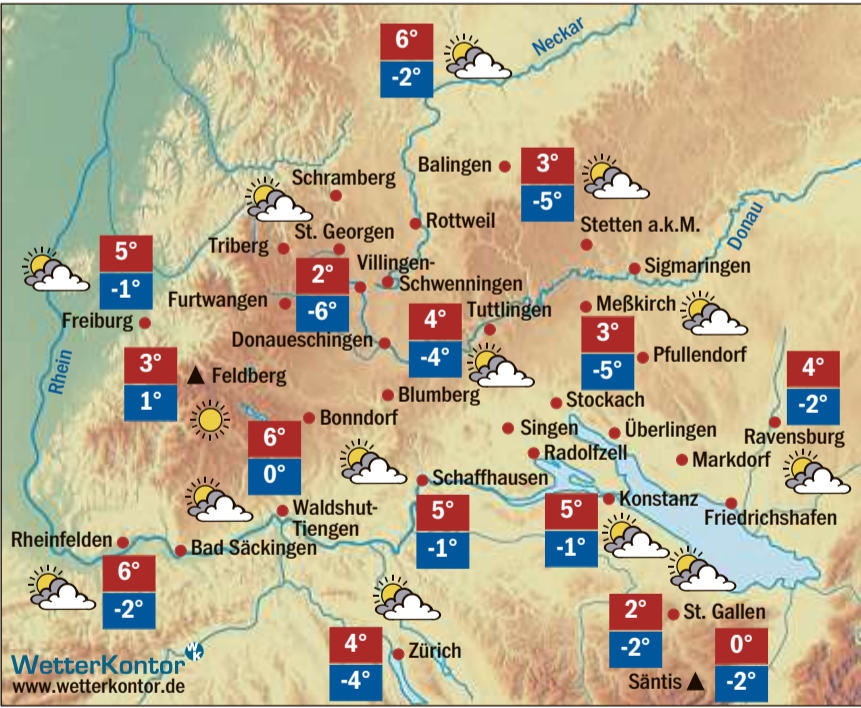 6°
-2°
Neckar
Balingen
3°
-5°
Schramberg
Rottweil
Stetten a.k.M.
Donau
5°
-1°
Triberg
St. Georgen
Villingen-
Schwenningen
Sigmaringen
2°
-6°
Furtwangen
Freiburg
Tuttlingen
Meßkirch
4°
-4°
Donaueschingen
3°
-5°
Pfullendorf
Rhein
3°
1°
Feldberg
4°
-2°
Ravensburg
Blumberg
Stockach
Bonndorf
6°
0°
Singen
Überlingen
Radolfzell
Markdorf
Schaffhausen
5°
-1°
Konstanz
5°
-1°
Friedrichshafen
Waldshut-
Tiengen
Rheinfelden
Bad Säckingen
6°
-2°
2°
-2°
St. Gallen
4°
-4°
Zürich
0°
-2°
Säntis
WetterKontor
WK
www.wetterkontor.de